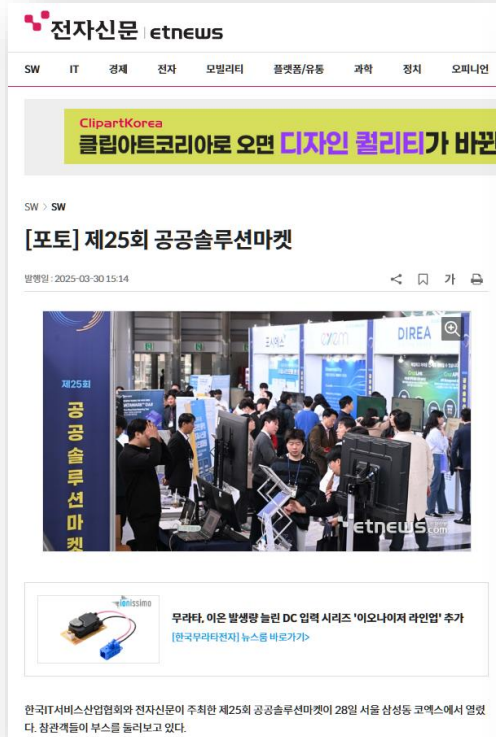 전자신문 etnews
SW IT 경제 전자 모빌리티 플랫폼/유통 과학 정치 오피니언
ClipartKorea
클립아트코리아로 오면 디자인 퀄리티가 바뀐
SW > SW
[포토] 제25회 공공솔루션마켓
발행일 : 2025-03-30 15:14
가
제25회
공공솔루션마켓
DIREA
etnews.com
ionissimo
무라타, 이온 발생량 늘린 DC 입력 시리즈 '이오나이저 라인업' 추가
[한국무라타전자] 뉴스룸 바로가기>
한국IT서비스산업협회와 전자신문이 주최한 제25회 공공솔루션마켓이 28일 서울 삼성동 코엑스에서 열렸
다. 참관객들이 부스를 둘러보고 있다.